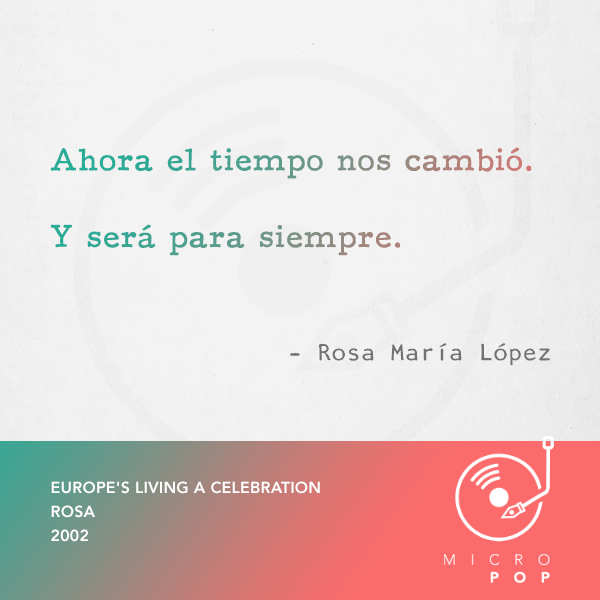 Ahora el tiempo nos cambió.
Y será para siempre.
– Rosa María López
EUROPE'S LIVING A CELEBRATION
ROSA
2002
MICRO
POP